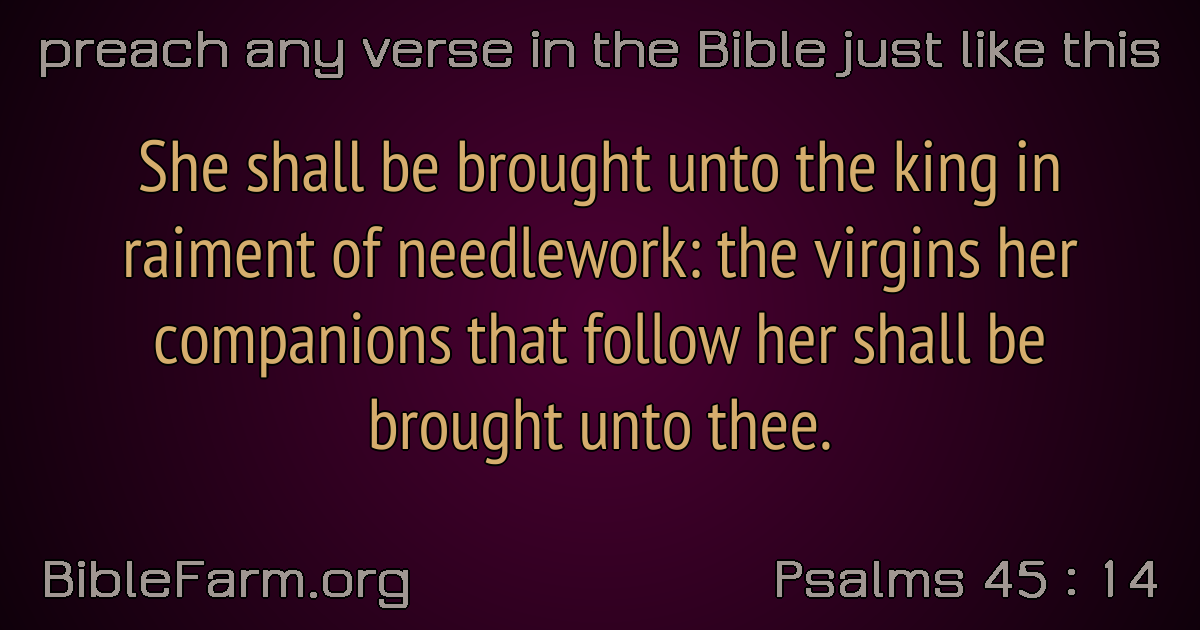 preach any verse in the Bible just like this
She shall be brought unto the king in
raiment of needlework: the virgins her
companions that follow her shall be
brought unto thee.
BibleFarm.org
Psalms 45 : 14